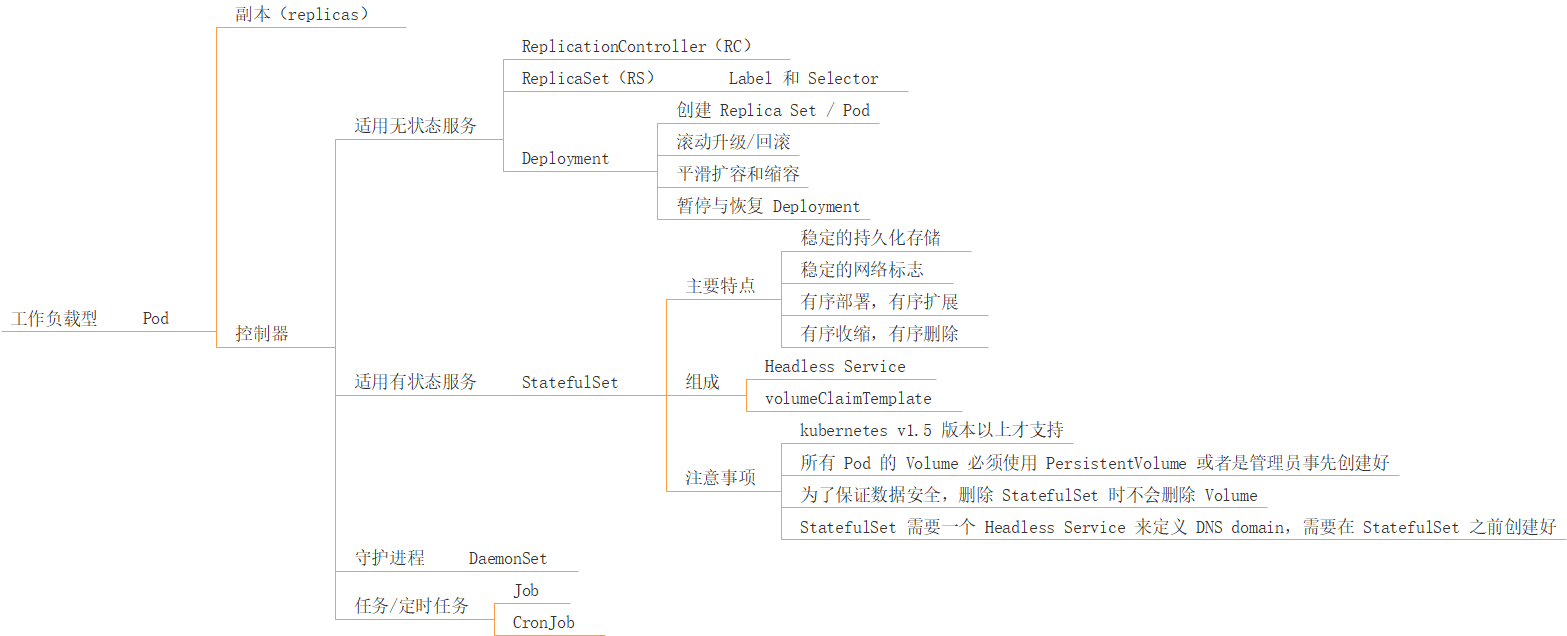 工作负载型
Pod
副本（replicas）
控制器
适用无状态服务
ReplicationController（RC）
ReplicaSet（RS）
Label 和 Selector
Deployment
创建 Replica Set / Pod
滚动升级/回滚
平滑扩容和缩容
暂停与恢复 Deployment
适用有状态服务
StatefulSet
主要特点
稳定的持久化存储
稳定的网络标志
有序部署，有序扩展
有序收缩，有序删除
组成
Headless Service
volumeClaimTemplate
注意事项
kubernetes v1.5 版本以上才支持
所有 Pod 的 Volume 必须使用 PersistentVolume 或者是管理员事先创建好
为了保证数据安全，删除 StatefulSet 时不会删除 Volume
StatefulSet 需要一个 Headless Service 来定义 DNS domain，需要在 StatefulSet 之前创建好
守护进程
DaemonSet
任务/定时任务
Job
CronJob